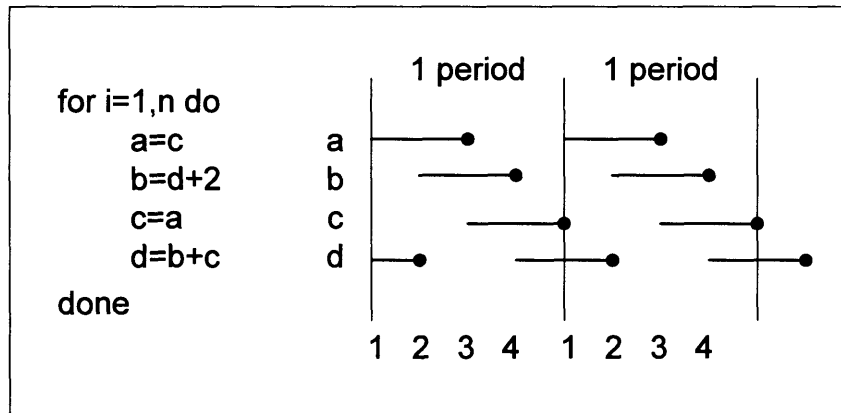 1 period 1 period
for i=1,n do
a=c
b=d+2
c=a
d=b+c
done
a
b
c
d
1 2 3 4 1 2 3 4